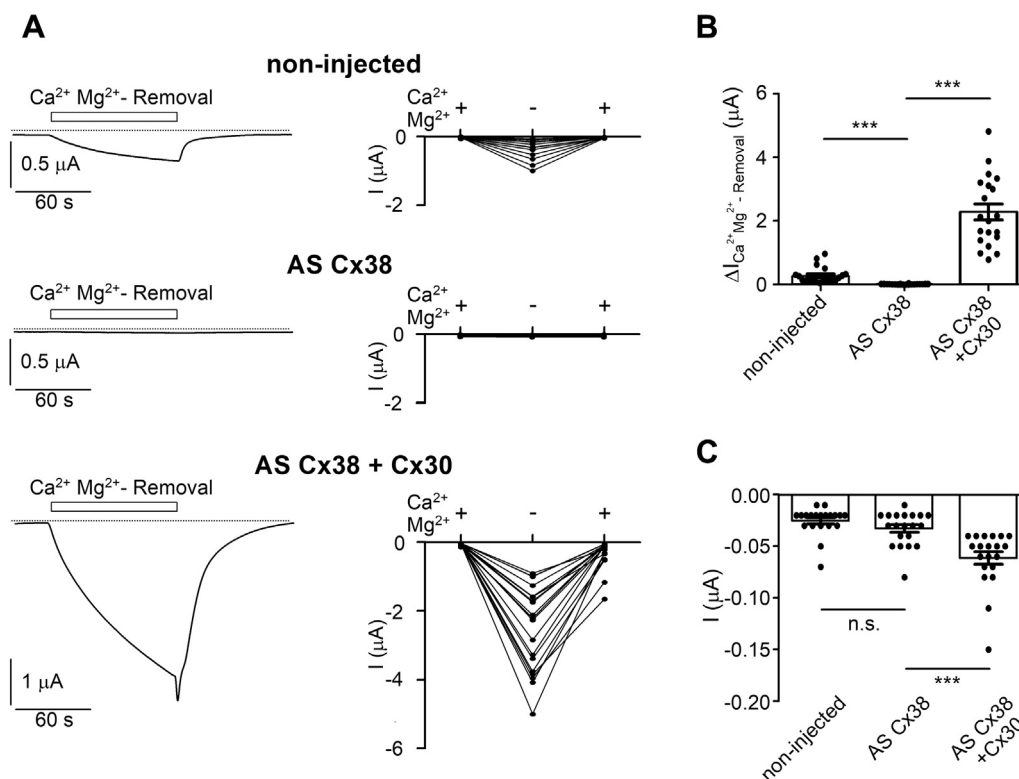 A
non-injected
Ca²⁺ Mg²⁺- Removal
0.5 µA
60 s
Ca²⁺
Mg²⁺
+ - +
0
-2
I (µA)
AS Cx38
Ca²⁺ Mg²⁺- Removal
0.5 µA
60 s
Ca²⁺
Mg²⁺
+ - +
0
-2
I (µA)
AS Cx38 + Cx30
Ca²⁺ Mg²⁺- Removal
1 µA
60 s
Ca²⁺
Mg²⁺
+ - +
0
-2
-4
-6
I (µA)
B
ΔI Ca²⁺Mg²⁺- Removal (µA)
6
4
2
0
***
***
non-injected
AS Cx38
AS Cx38
+Cx30
C
I (µA)
0.00
-0.05
-0.10
-0.15
-0.20
n.s.
***
non-injected
AS Cx38
AS Cx38
+Cx30